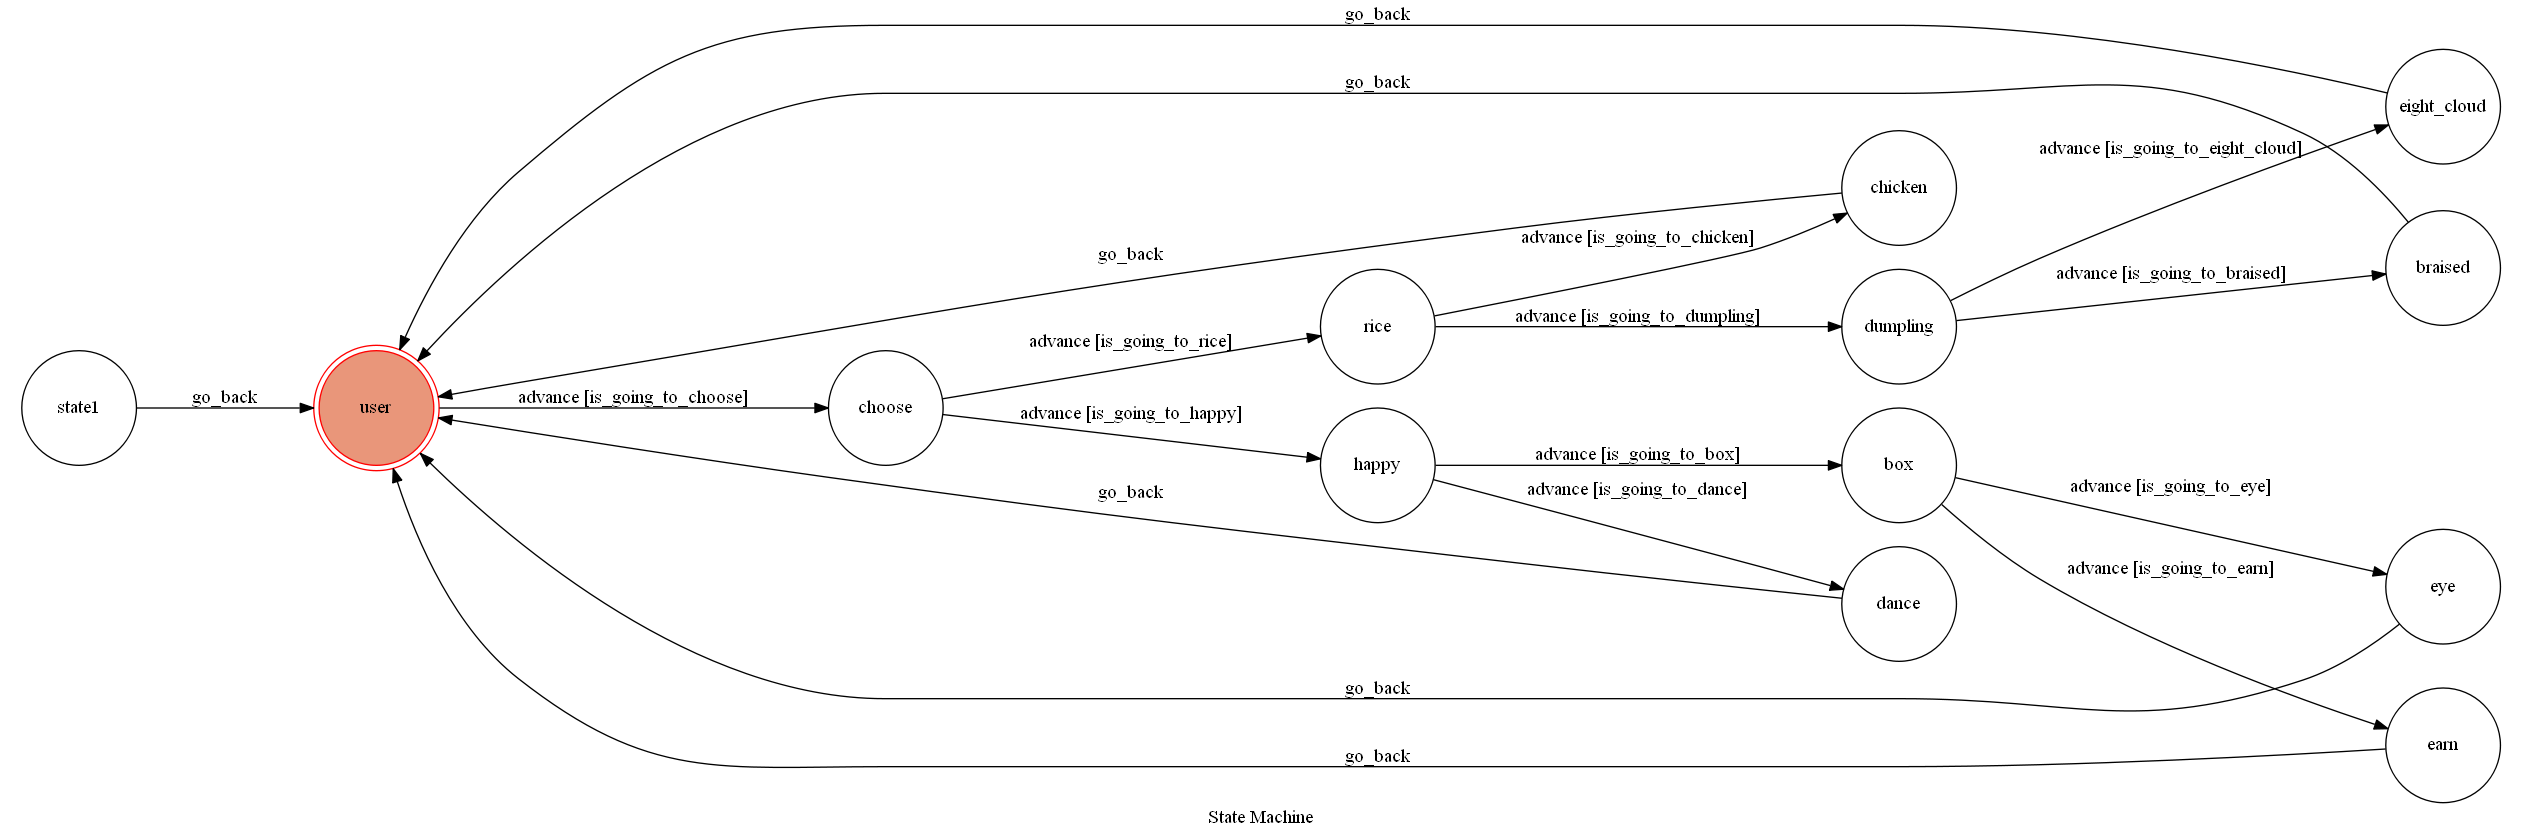 go_back
go_back
eight_cloud
advance [is_going_to_eight_cloud]
chicken
advance [is_going_to_chicken]
go_back
braised
advance [is_going_to_braised]
rice
advance [is_going_to_dumpling]
dumpling
advance [is_going_to_rice]
state1
go_back
user
advance [is_going_to_choose]
choose
advance [is_going_to_happy]
happy
advance [is_going_to_box]
box
advance [is_going_to_dance]
go_back
advance [is_going_to_eye]
advance [is_going_to_earn]
eye
dance
go_back
earn
go_back
State Machine